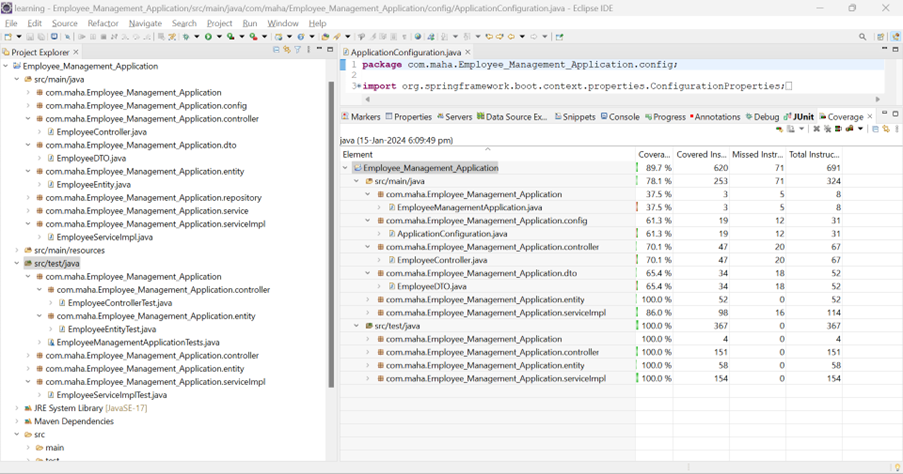 learning - Employee_Management_Application/src/main/java/com/maha/Employee_Management_Application/config/ApplicationConfiguration.java - Eclipse IDE
File Edit Source Refactor Navigate Search Project Run Window Help
Project Explorer
Employee_Management_Application
src/main/java
com.maha.Employee_Management_Application
com.maha.Employee_Management_Application.config
com.maha.Employee_Management_Application.controller
EmployeeController.java
com.maha.Employee_Management_Application.dto
EmployeeDTO.java
com.maha.Employee_Management_Application.entity
EmployeeEntity.java
com.maha.Employee_Management_Application.repository
com.maha.Employee_Management_Application.service
com.maha.Employee_Management_Application.serviceImpl
EmployeeServiceImpl.java
src/main/resources
src/test/java
com.maha.Employee_Management_Application
com.maha.Employee_Management_Application.controller
EmployeeControllerTest.java
com.maha.Employee_Management_Application.entity
EmployeeEntityTest.java
EmployeeManagementApplicationTests.java
com.maha.Employee_Management_Application.controller
com.maha.Employee_Management_Application.entity
com.maha.Employee_Management_Application.serviceImpl
EmployeeServiceImplTest.java
JRE System Library [JavaSE-17]
Maven Dependencies
src
main
test
ApplicationConfiguration.java
1 package com.maha.Employee_Management_Application.config;
2
3 import org.springframework.boot.context.properties.ConfigurationProperties;
Markers Properties Servers Data Source Ex... Snippets Console Progress Annotations Debug JUnit Coverage
java (15-Jan-2024 6:09:49 pm)
Element Covera... Covered Ins... Missed Instr... Total Instruc...
Employee_Management_Application 89.7 % 620 71 691
src/main/java 78.1 % 253 71 324
com.maha.Employee_Management_Application 37.5 % 3 5 8
EmployeeManagementApplication.java 37.5 % 3 5 8
com.maha.Employee_Management_Application.config 61.3 % 19 12 31
ApplicationConfiguration.java 61.3 % 19 12 31
com.maha.Employee_Management_Application.controller 70.1 % 47 20 67
EmployeeController.java 70.1 % 47 20 67
com.maha.Employee_Management_Application.dto 65.4 % 34 18 52
EmployeeDTO.java 65.4 % 34 18 52
com.maha.Employee_Management_Application.entity 100.0 % 52 0 52
com.maha.Employee_Management_Application.serviceImpl 86.0 % 98 16 114
src/test/java 100.0 % 367 0 367
com.maha.Employee_Management_Application 100.0 % 4 0 4
com.maha.Employee_Management_Application.controller 100.0 % 151 0 151
com.maha.Employee_Management_Application.entity 100.0 % 58 0 58
com.maha.Employee_Management_Application.serviceImpl 100.0 % 154 0 154